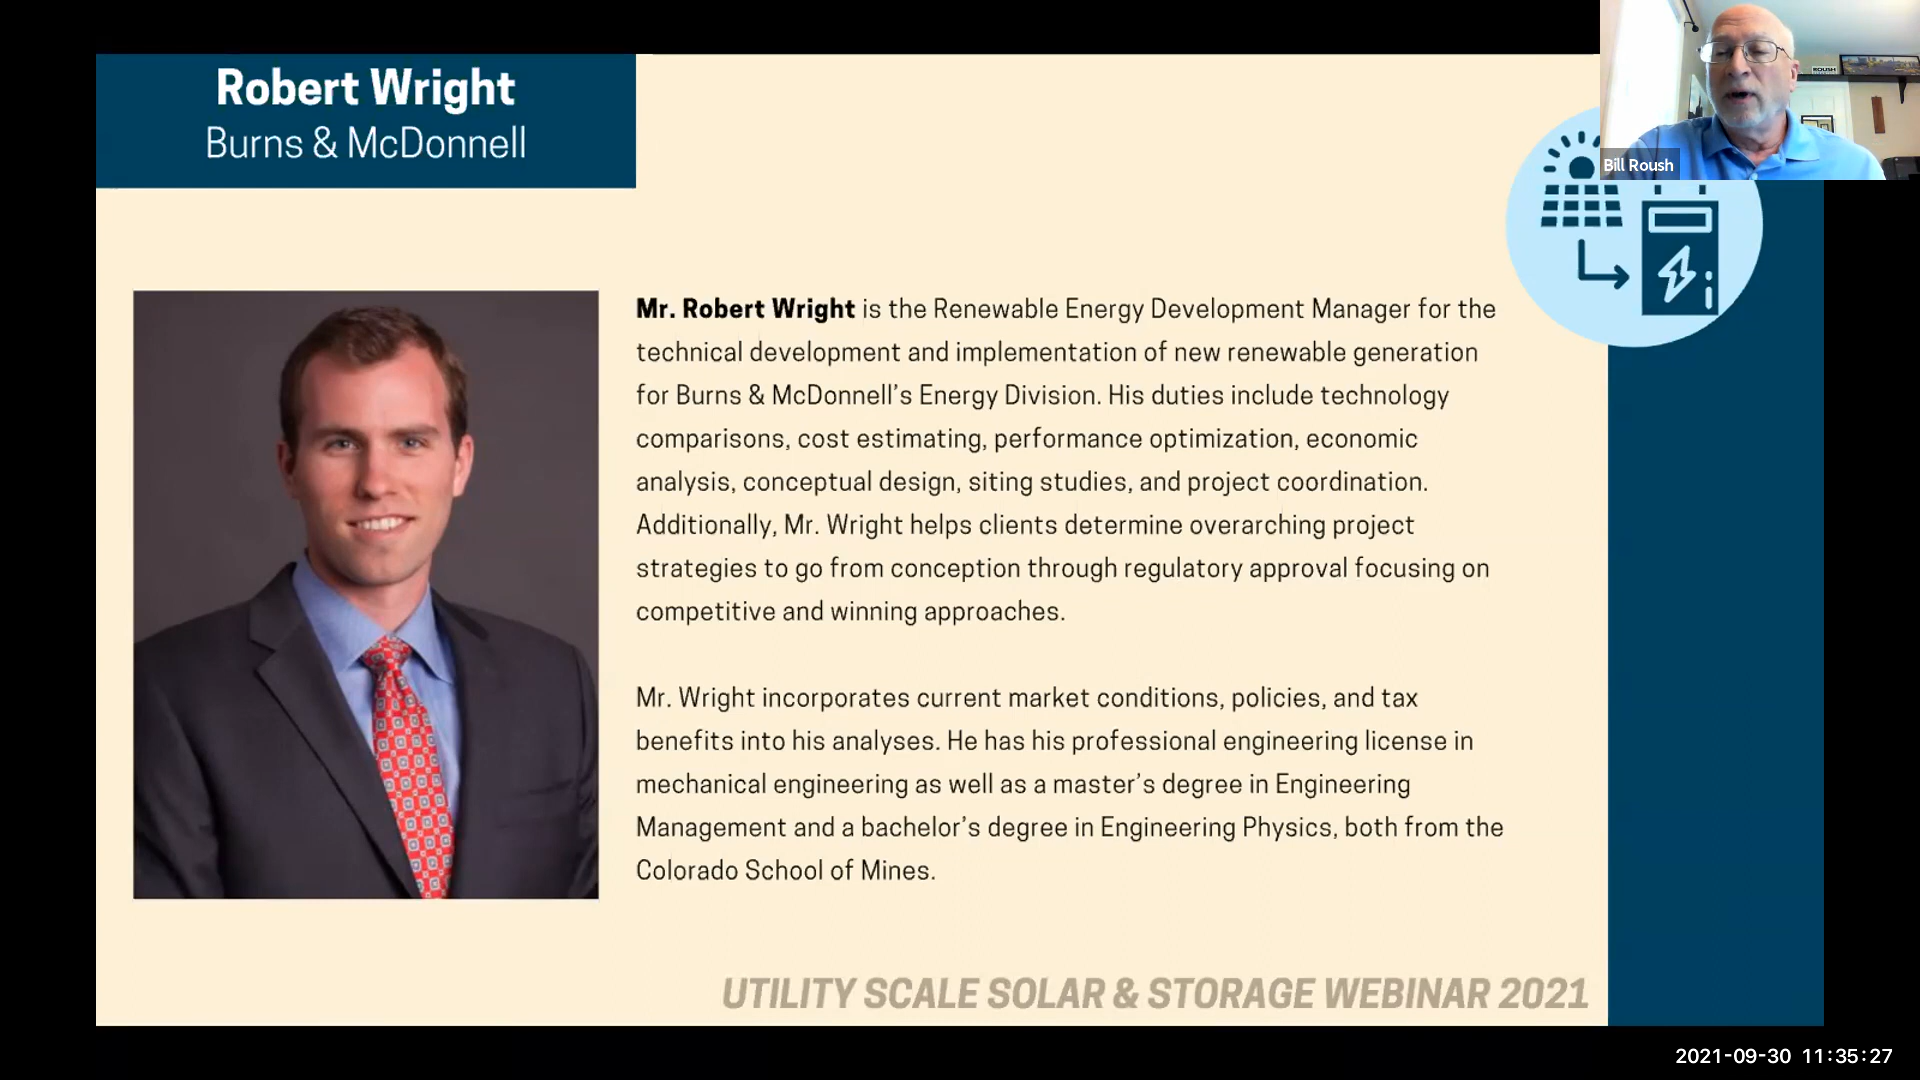 Robert Wright
Burns & McDonnell
ROUSH
Bill Roush
Mr. Robert Wright is the Renewable Energy Development Manager for the
technical development and implementation of new renewable generation
for Burns & McDonnell’s Energy Division. His duties include technology
comparisons, cost estimating, performance optimization, economic
analysis, conceptual design, siting studies, and project coordination.
Additionally, Mr. Wright helps clients determine overarching project
strategies to go from conception through regulatory approval focusing on
competitive and winning approaches.
Mr. Wright incorporates current market conditions, policies, and tax
benefits into his analyses. He has his professional engineering license in
mechanical engineering as well as a master’s degree in Engineering
Management and a bachelor’s degree in Engineering Physics, both from the
Colorado School of Mines.
UTILITY SCALE SOLAR & STORAGE WEBINAR 2021
2021-09-30 11:35:27